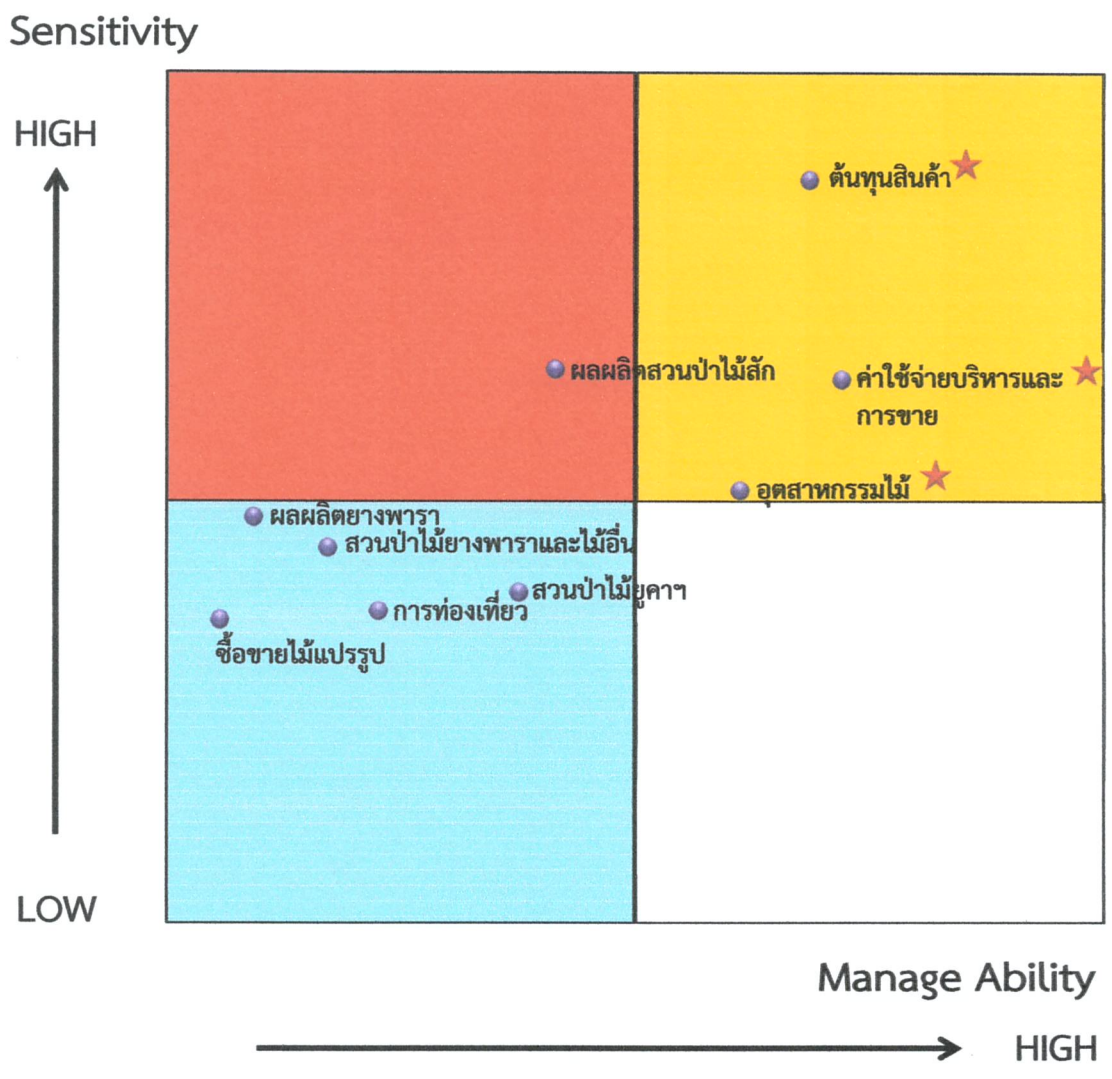 Sensitivity
HIGH
ต้นทุนสินค้า
ผลผลิตสวนป่าไม้สัก
ค่าใช้จ่ายบริหารและ
การขาย
อุตสาหกรรมไม้
ผลผลิตยางพารา
สวนป่าไม้ยางพาราและไม้อื่น
สวนป่าไม้ยูคาฯ
การท่องเที่ยว
ซื้อขายไม้แปรรูป
LOW
Manage Ability
HIGH